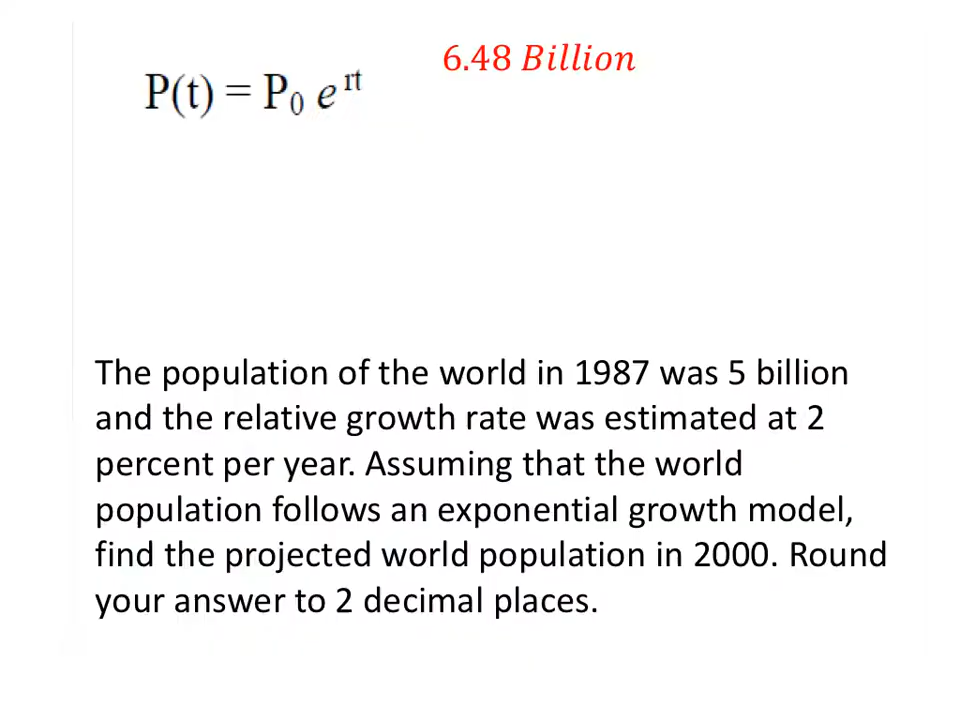 6.48 Billion
P(t) = P₀ e ʳᵗ
The population of the world in 1987 was 5 billion
and the relative growth rate was estimated at 2
percent per year. Assuming that the world
population follows an exponential growth model,
find the projected world population in 2000. Round
your answer to 2 decimal places.